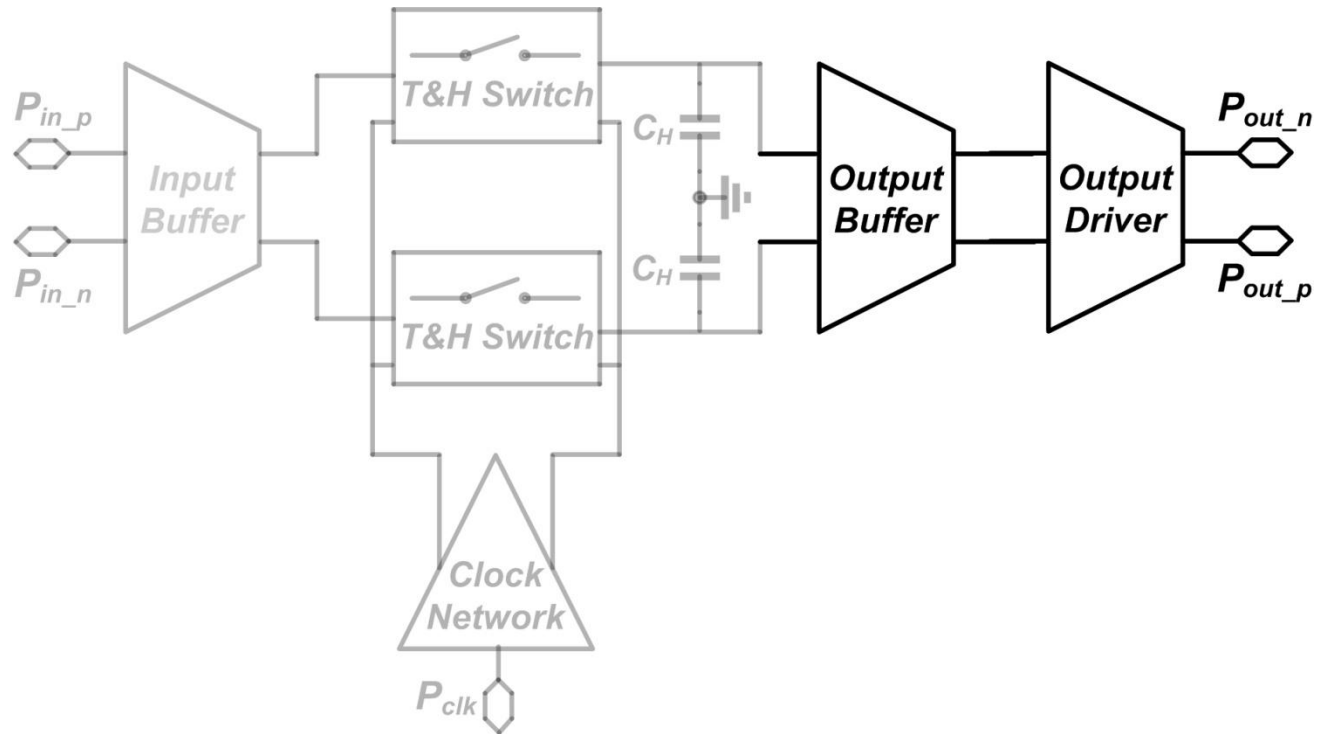 T&H Switch
P_in_p
Input
Buffer
P_in_n
C_H
C_H
T&H Switch
Output
Buffer
Output
Driver
P_out_n
P_out_p
Clock
Network
P_clk